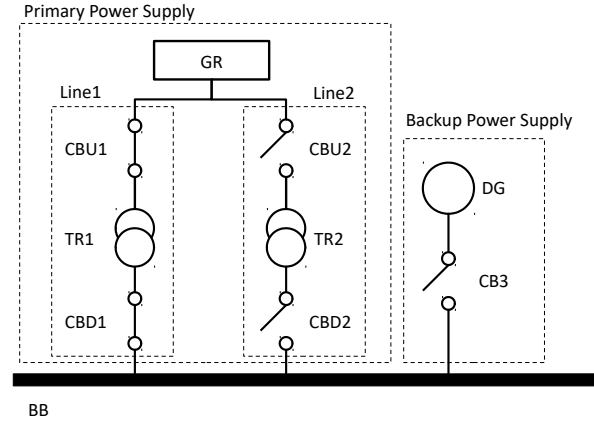 Primary Power Supply
GR
Line1
Line2
Backup Power Supply
CBU1
CBU2
DG
TR1
TR2
CB3
CBD1
CBD2
BB